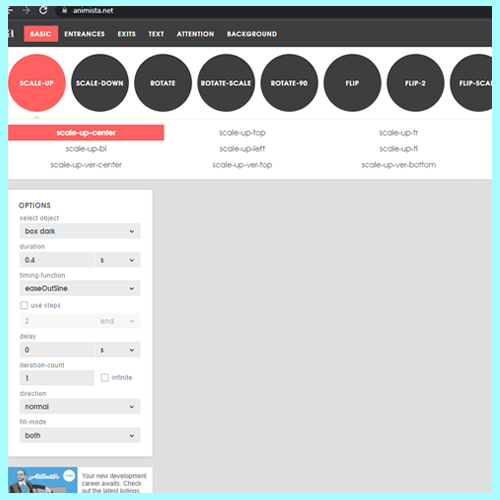 animista.net
BASIC ENTRANCES EXITS TEXT ATTENTION BACKGROUND
SCALE-UP SCALE-DOWN ROTATE ROTATE-SCALE ROTATE-90 FLIP FLIP-2 FLIP-SCA
scale-up-center scale-up-top scale-up-tr
scale-up-bl scale-up-left scale-up-tl
scale-up-ver-center scale-up-ver-top scale-up-ver-bottom
OPTIONS
select object
box dark
duration
0.4 s
timing-function
easeOutSine
use steps
2 end
delay
0 s
iteration-count
1 infinite
direction
normal
fill-mode
both
Your new development
career awaits. Check
out the latest listings.